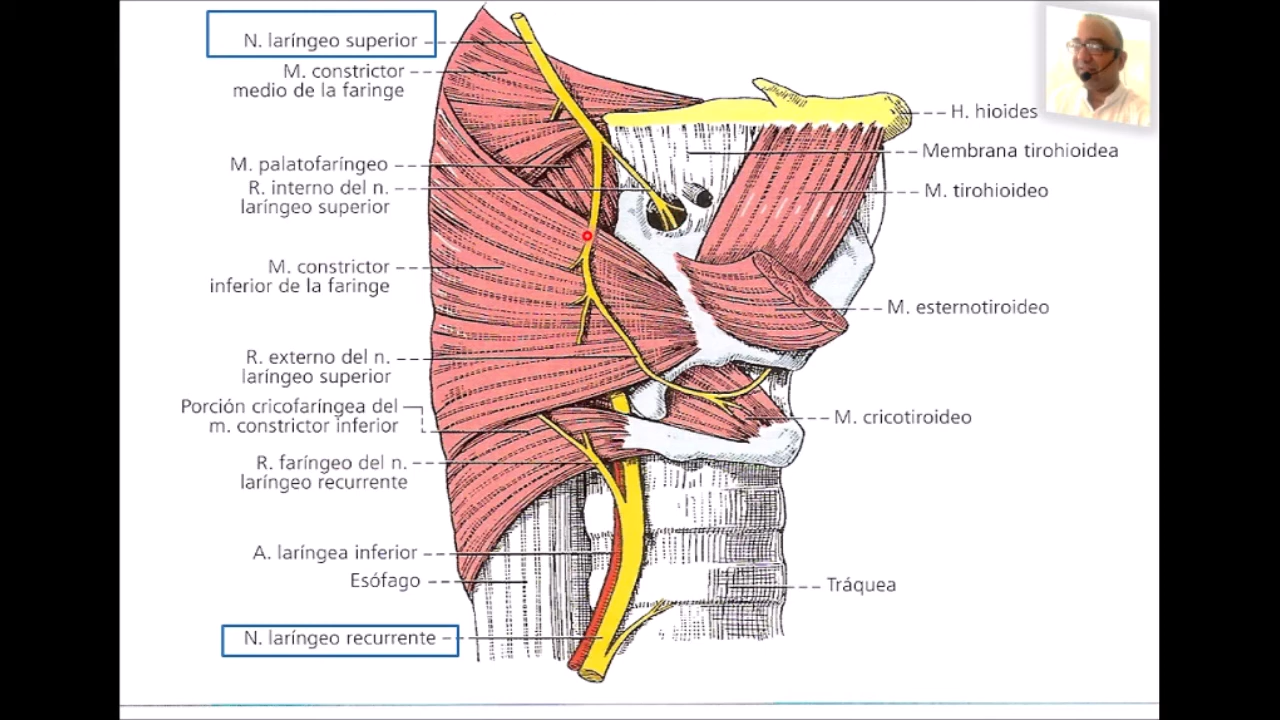 N. laríngeo superior
M. constrictor
medio de la faringe
M. palatofaríngeo
R. interno del n.
laríngeo superior
M. constrictor
inferior de la faringe
R. externo del n.
laríngeo superior
Porción cricofaríngea del
m. constrictor inferior
R. faríngeo del n.
laríngeo recurrente
A. laríngea inferior
Esófago
N. laríngeo recurrente
H. hioides
Membrana tirohioidea
M. tirohioideo
M. esternotiroideo
M. cricotiroideo
Tráquea